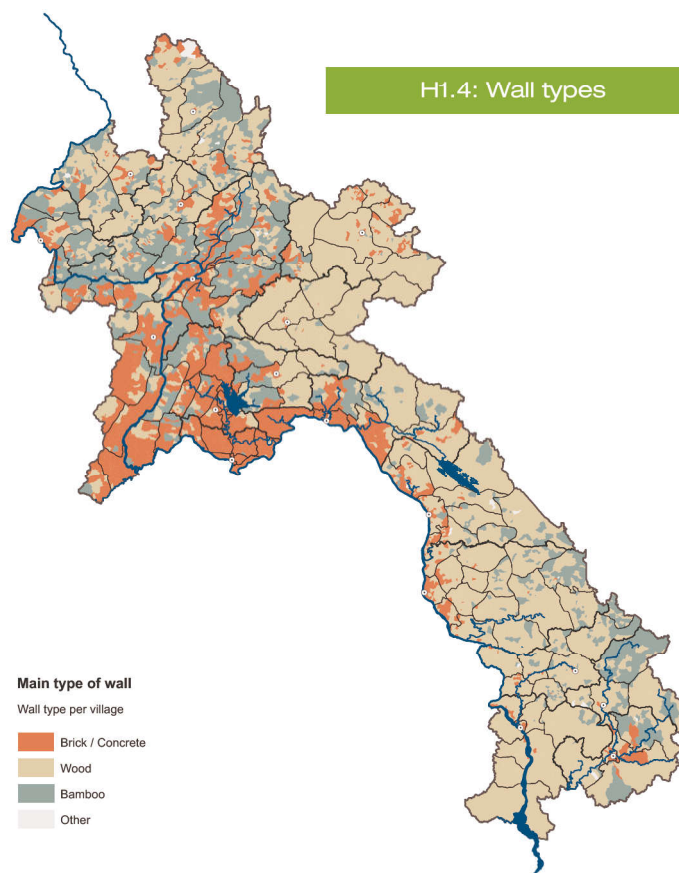 H1.4: Wall types
Main type of wall
Wall type per village
Brick / Concrete
Wood
Bamboo
Other